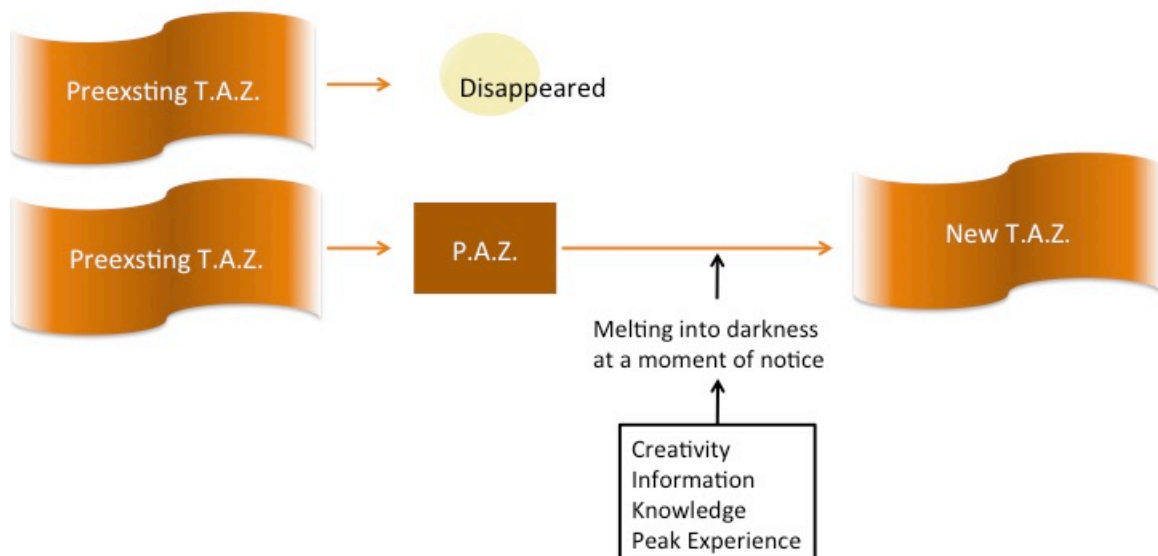 Preexsting T.A.Z.
Disappeared
Preexsting T.A.Z.
P.A.Z.
New T.A.Z.
Melting into darkness
at a moment of notice
Creativity
Information
Knowledge
Peak Experience